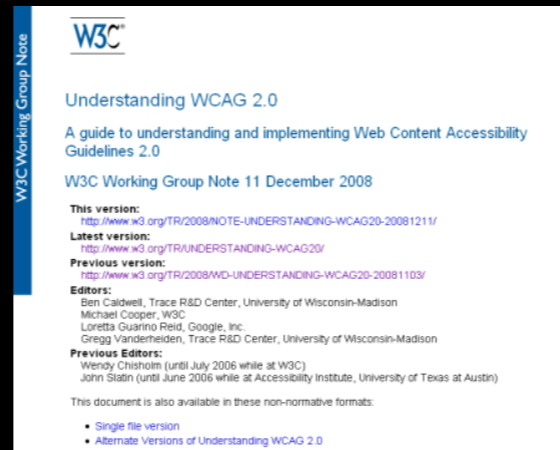 W3C Working Group Note
W3C®
Understanding WCAG 2.0
A guide to understanding and implementing Web Content Accessibility
Guidelines 2.0
W3C Working Group Note 11 December 2008
This version:
http://www.w3.org/TR/2008/NOTE-UNDERSTANDING-WCAG20-20081211/
Latest version:
http://www.w3.org/TR/UNDERSTANDING-WCAG20/
Previous version:
http://www.w3.org/TR/2008/WD-UNDERSTANDING-WCAG20-20081103/
Editors:
Ben Caldwell, Trace R&D Center, University of Wisconsin-Madison
Michael Cooper, W3C
Loretta Guarino Reid, Google, Inc.
Gregg Vanderheiden, Trace R&D Center, University of Wisconsin-Madison
Previous Editors:
Wendy Chisholm (until July 2006 while at W3C)
John Slatin (until June 2006 while at Accessibility Institute, University of Texas at Austin)
This document is also available in these non-normative formats:
• Single file version
• Alternate Versions of Understanding WCAG 2.0